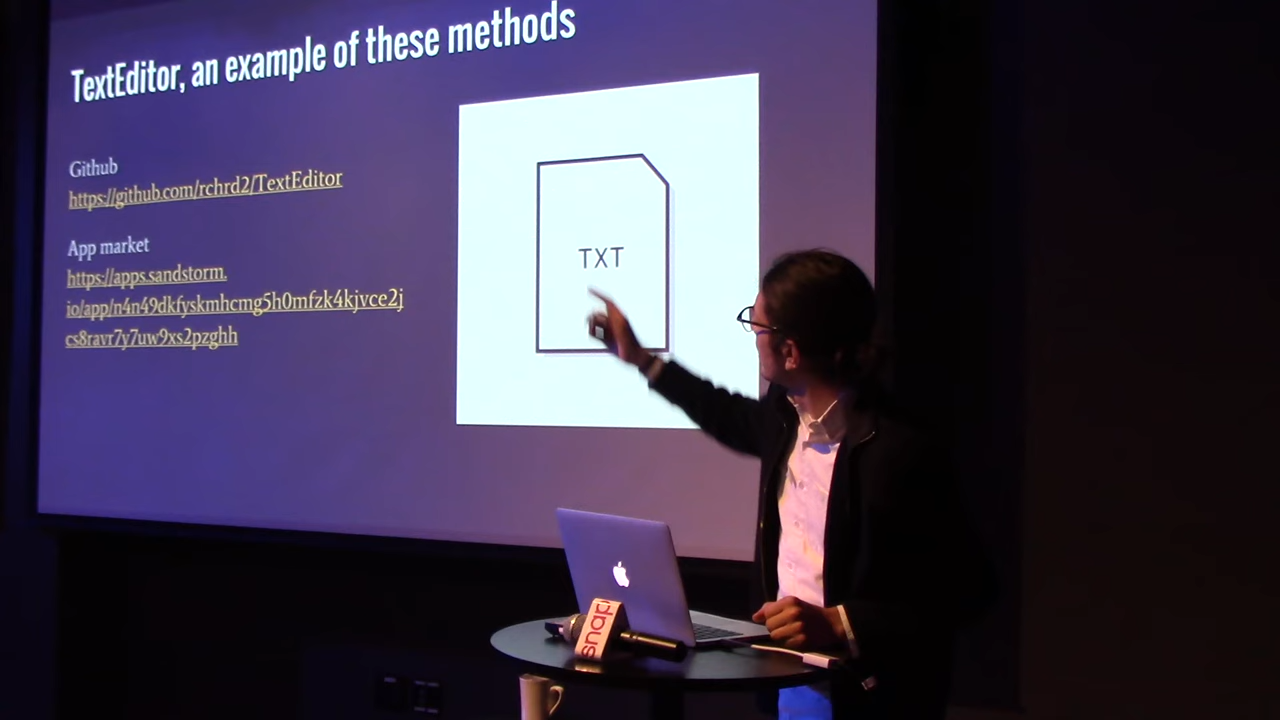 TextEditor, an example of these methods
Github
https://github.com/rchrd2/TextEditor
App market
https://apps.sandstorm.
io/app/n4n49dkfyskmhcmg5h0mfzk4kjvce2j
cs8ravr7y7uw9xs2pzghh
TXT
snap